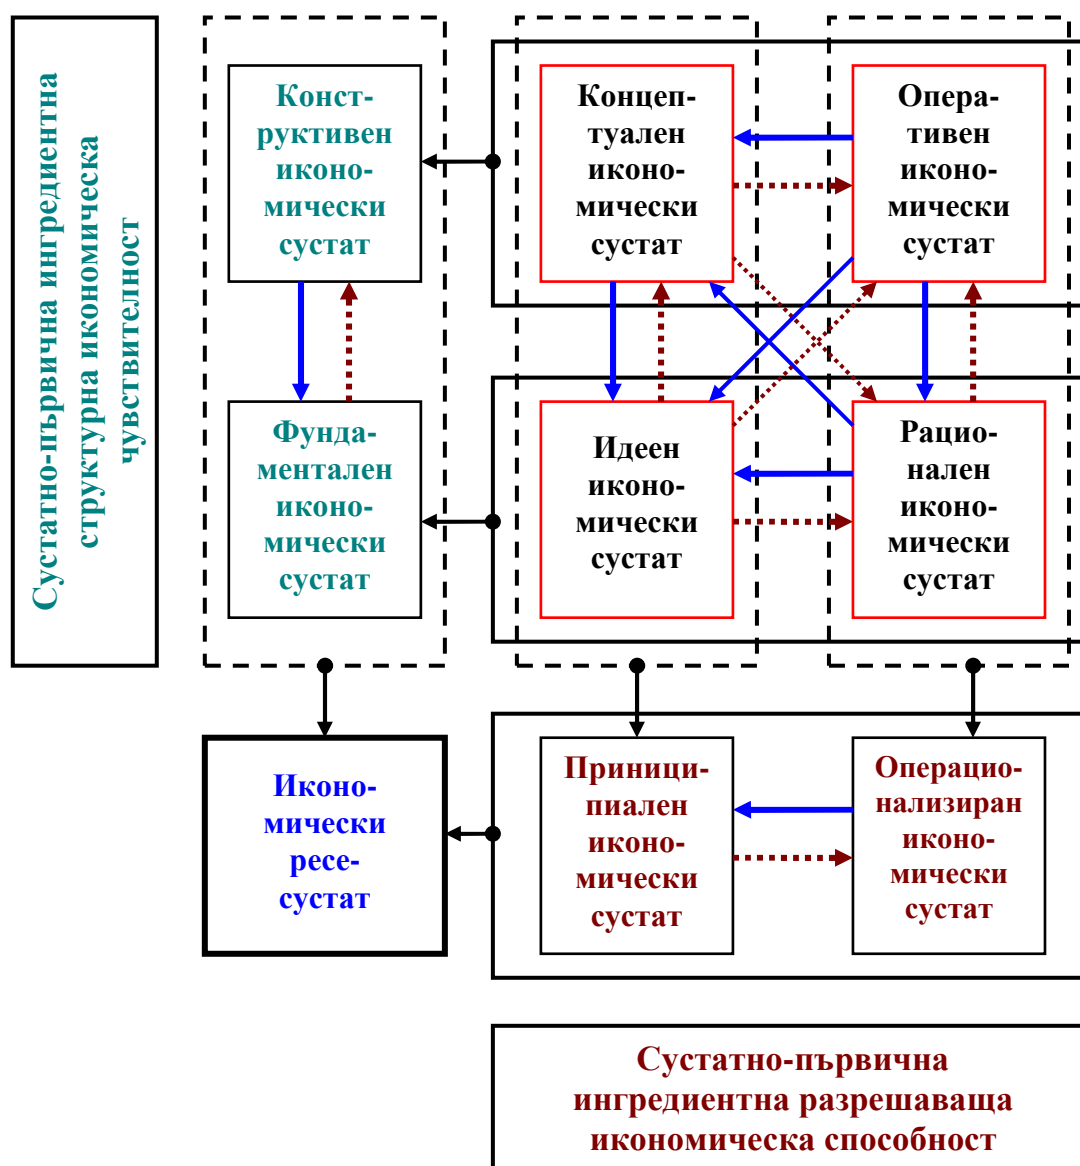 Сустатно-първична ингредиентна
структурна икономическа
чувствителност
Конст-
руктивен
иконо-
мически
сустат
Концеп-
туален
иконо-
мически
сустат
Опера-
тивен
иконо-
мически
сустат
Фунда-
ментален
иконо-
мически
сустат
Идеен
иконо-
мически
сустат
Рацио-
нален
иконо-
мически
сустат
Иконо-
мически
ресе-
сустат
Приници-
пиален
иконо-
мически
сустат
Операцио-
нализиран
иконо-
мически
сустат
Сустатно-първична
ингредиентна разрешаваща
икономическа способност